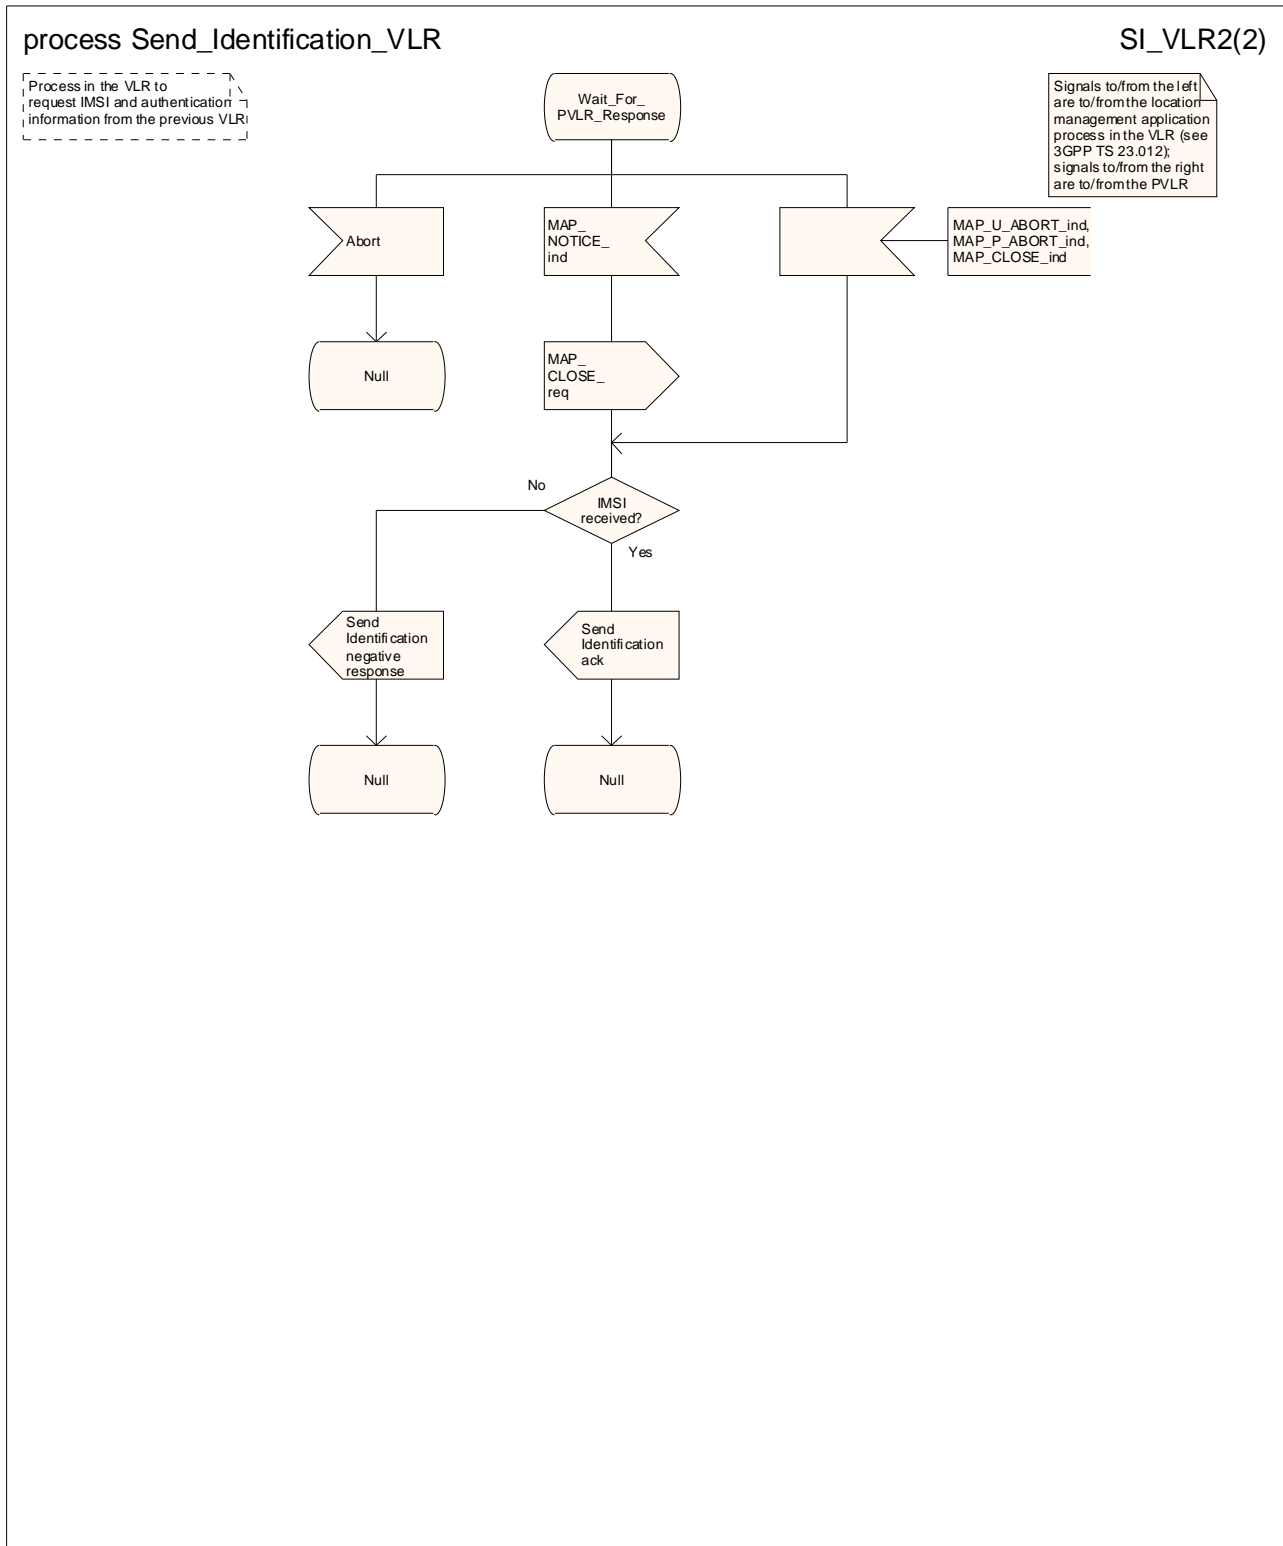 process Send_Identification_VLR
SI_VLR2(2)
Process in the VLR to
request IMSI and authentication
information from the previous VLR
Wait_For_
PVLR_Response
Signals to/from the left
are to/from the location
management application
process in the VLR (see
3GPP TS 23.012);
signals to/from the right
are to/from the PVLR
Abort
MAP_
NOTICE_
ind
MAP_U_ABORT_ind,
MAP_P_ABORT_ind,
MAP_CLOSE_ind
Null
MAP_
CLOSE_
req
No
IMSI
received?
Yes
Send
Identification
negative
response
Send
Identification
ack
Null
Null